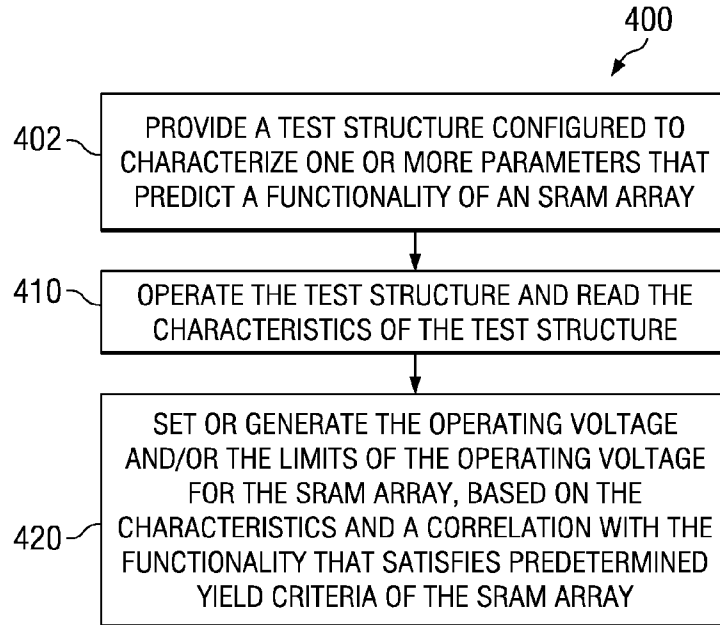 400
402
PROVIDE A TEST STRUCTURE CONFIGURED TO
CHARACTERIZE ONE OR MORE PARAMETERS THAT
PREDICT A FUNCTIONALITY OF AN SRAM ARRAY
410
OPERATE THE TEST STRUCTURE AND READ THE
CHARACTERISTICS OF THE TEST STRUCTURE
420
SET OR GENERATE THE OPERATING VOLTAGE
AND/OR THE LIMITS OF THE OPERATING VOLTAGE
FOR THE SRAM ARRAY, BASED ON THE
CHARACTERISTICS AND A CORRELATION WITH THE
FUNCTIONALITY THAT SATISFIES PREDETERMINED
YIELD CRITERIA OF THE SRAM ARRAY